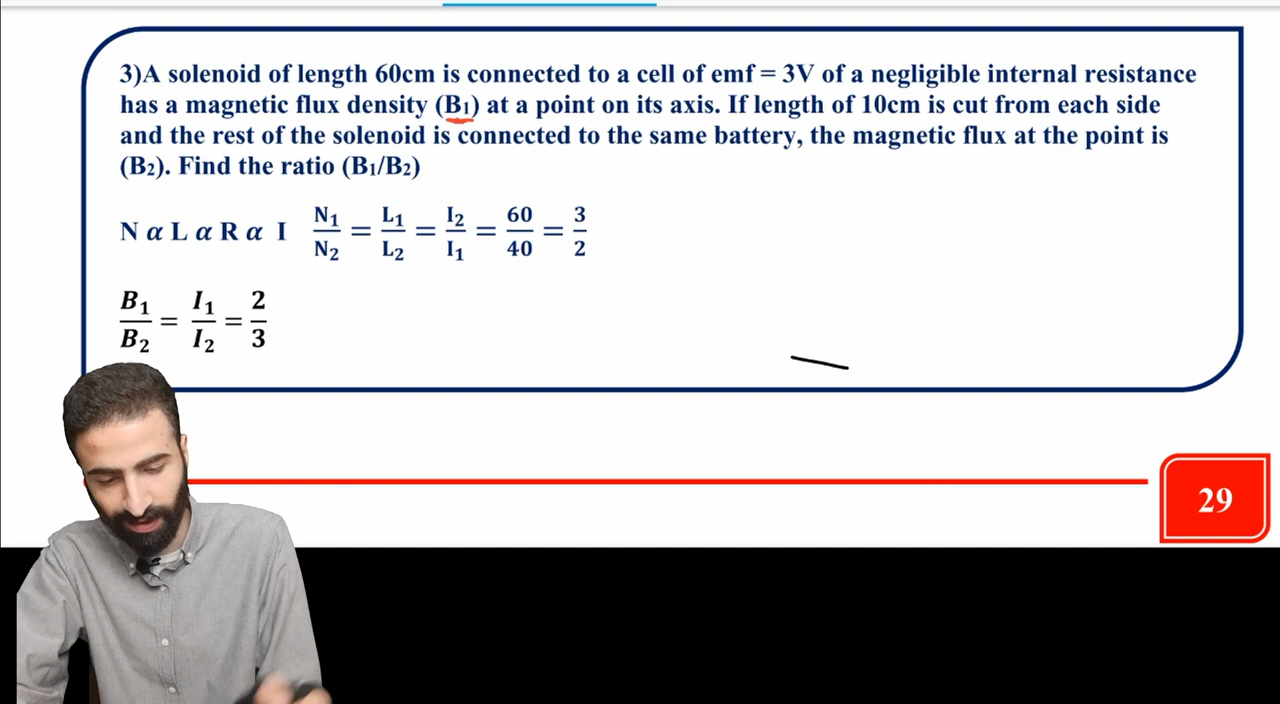 3)A solenoid of length 60cm is connected to a cell of emf = 3V of a negligible internal resistance
has a magnetic flux density (B₁) at a point on its axis. If length of 10cm is cut from each side
and the rest of the solenoid is connected to the same battery, the magnetic flux at the point is
(B₂). Find the ratio (B₁/B₂)
N α L α R α I N₁/N₂ = L₁/L₂ = I₂/I₁ = 60/40 = 3/2
B₁/B₂ = I₁/I₂ = 2/3
29